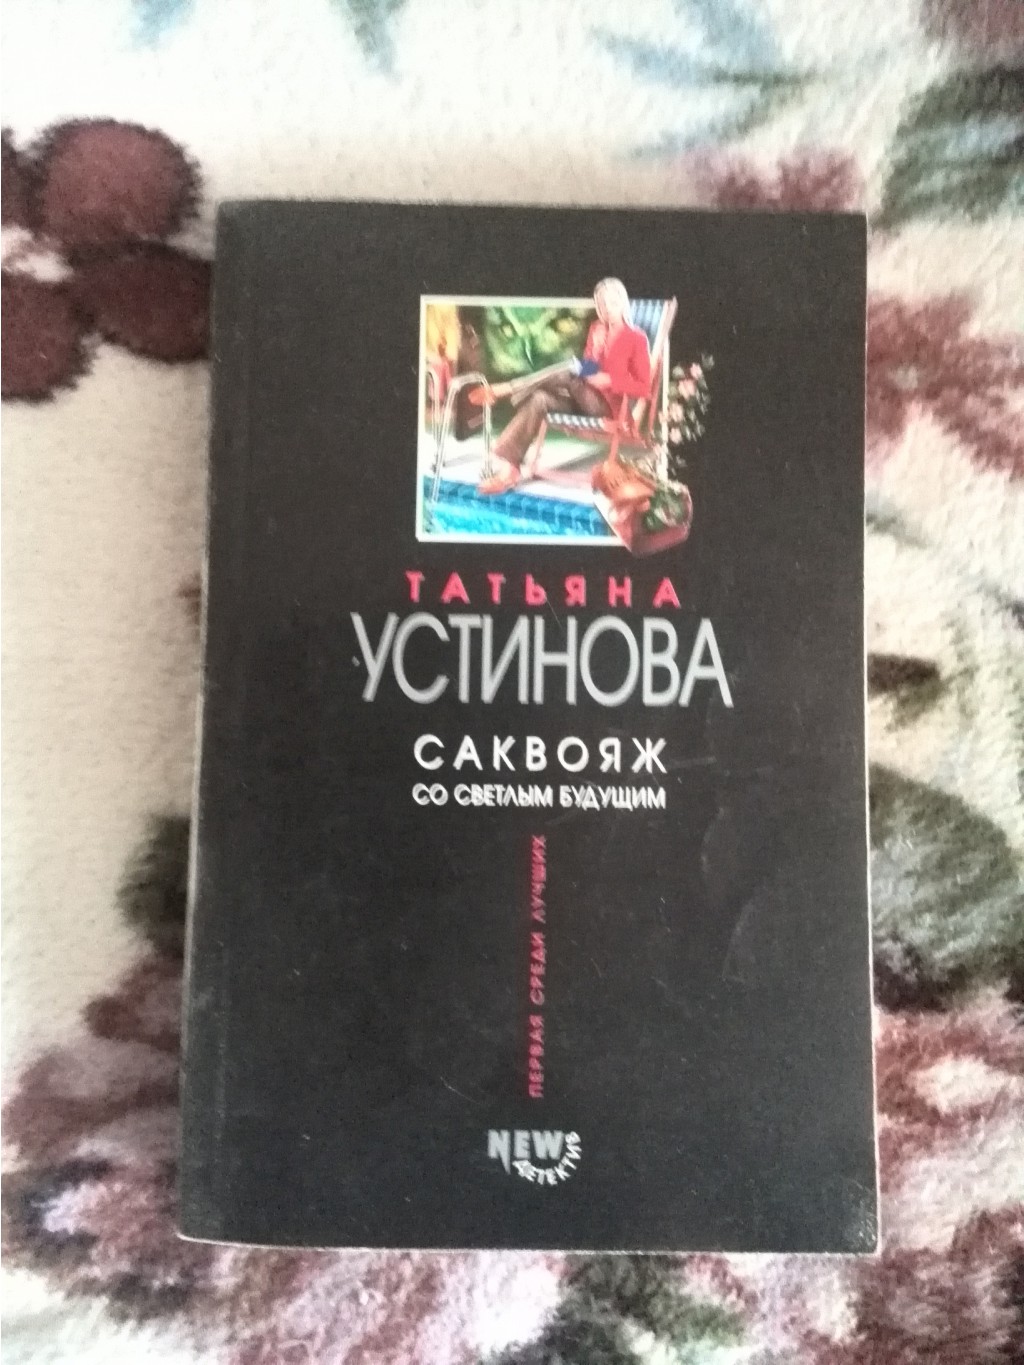 ТАТЬЯНА
УСТИНОВА
САКВОЯЖ
СО СВЕТЛЫМ БУДУЩИМ
ПЕРВАЯ СРЕДИ ЛУЧШИХ
NEW
ДЕТЕКТИВ